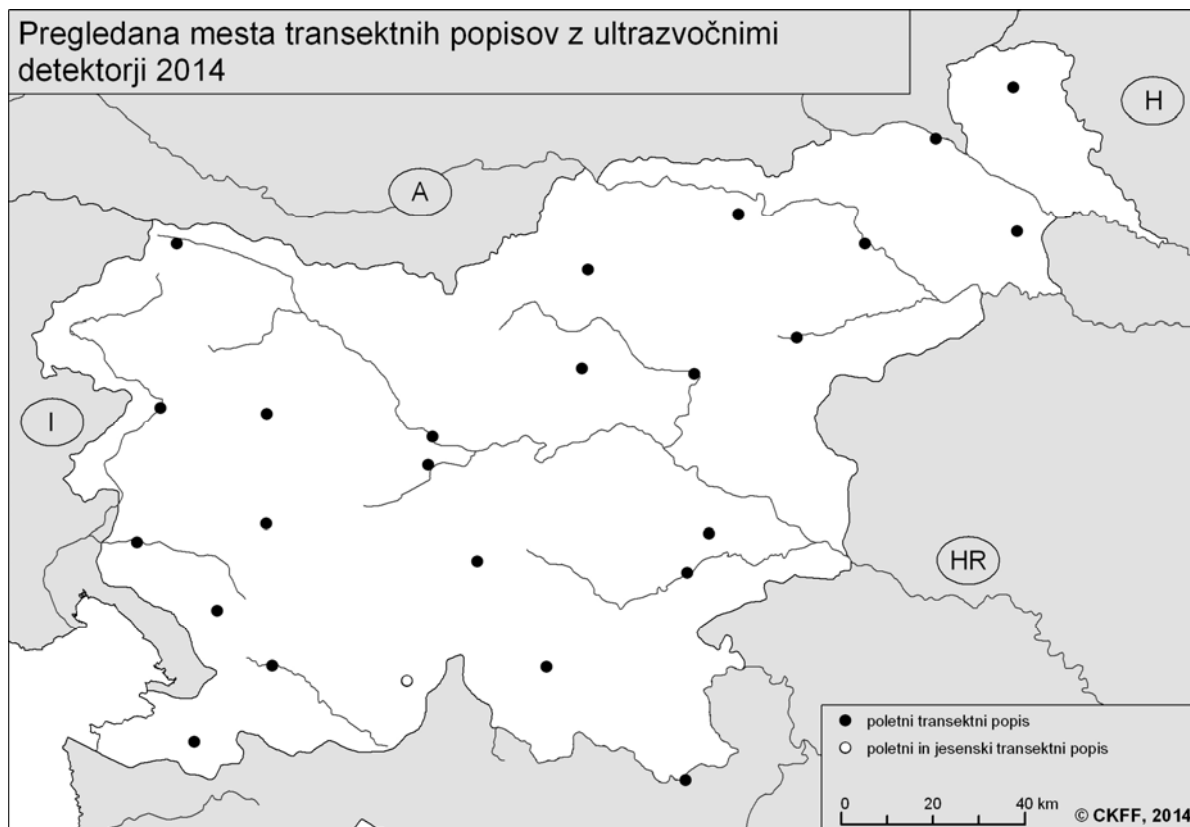 Pregledana mesta transektnih popisov z ultrazvočnimi
detektorji 2014
H
A
I
HR
poletni transektni popis
poletni in jesenski transektni popis
0 20 40 km
© CKFF, 2014